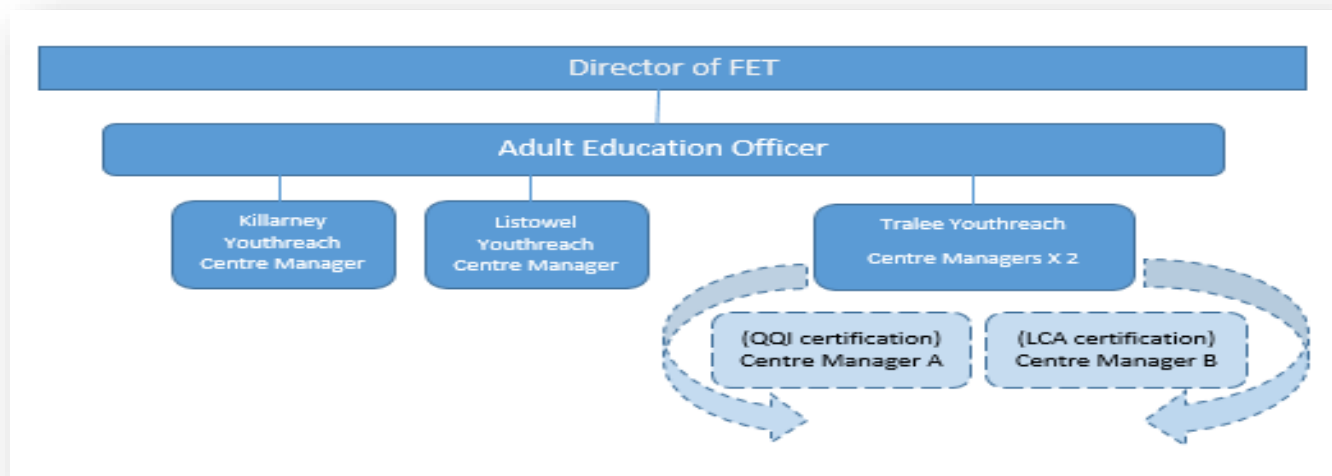 Director of FET
Adult Education Officer
Killarney
Youthreach
Centre Manager
Listowel
Youthreach
Centre Manager
Tralee Youthreach
Centre Managers X 2
(QQI certification)
Centre Manager A
(LCA certification)
Centre Manager B